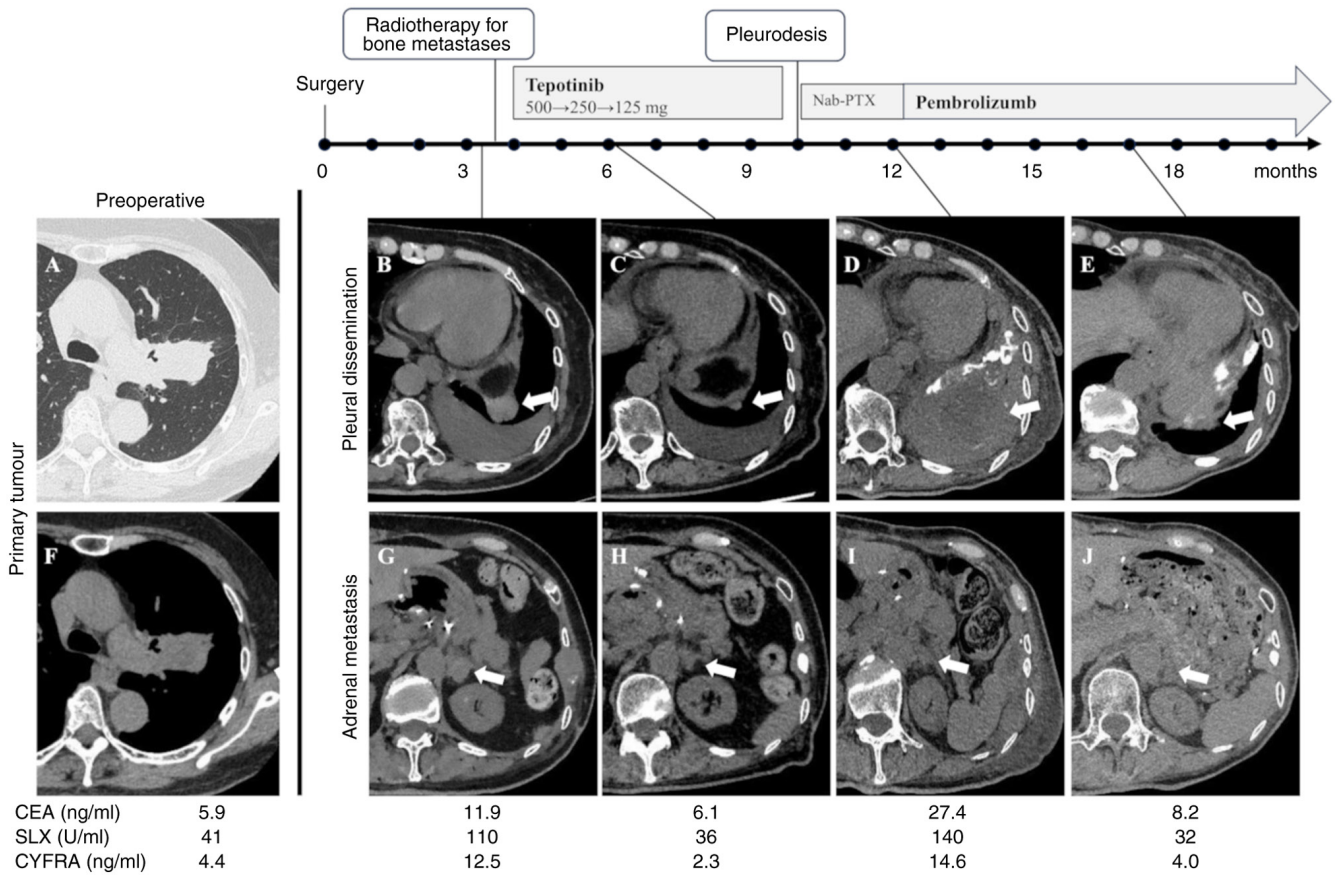 Radiotherapy for
bone metastases
Pleurodesis
Surgery
Tepotinib
500→250→125 mg
Nab-PTX
Pembrolizumb
0 3 6 9 12 15 18 months
Preoperative
Primary tumour
Pleural dissemination
Adrenal metastasis
A
B
C
D
E
F
G
H
I
J
CEA (ng/ml) 5.9 11.9 6.1 27.4 8.2
SLX (U/ml) 41 110 36 140 32
CYFRA (ng/ml) 4.4 12.5 2.3 14.6 4.0